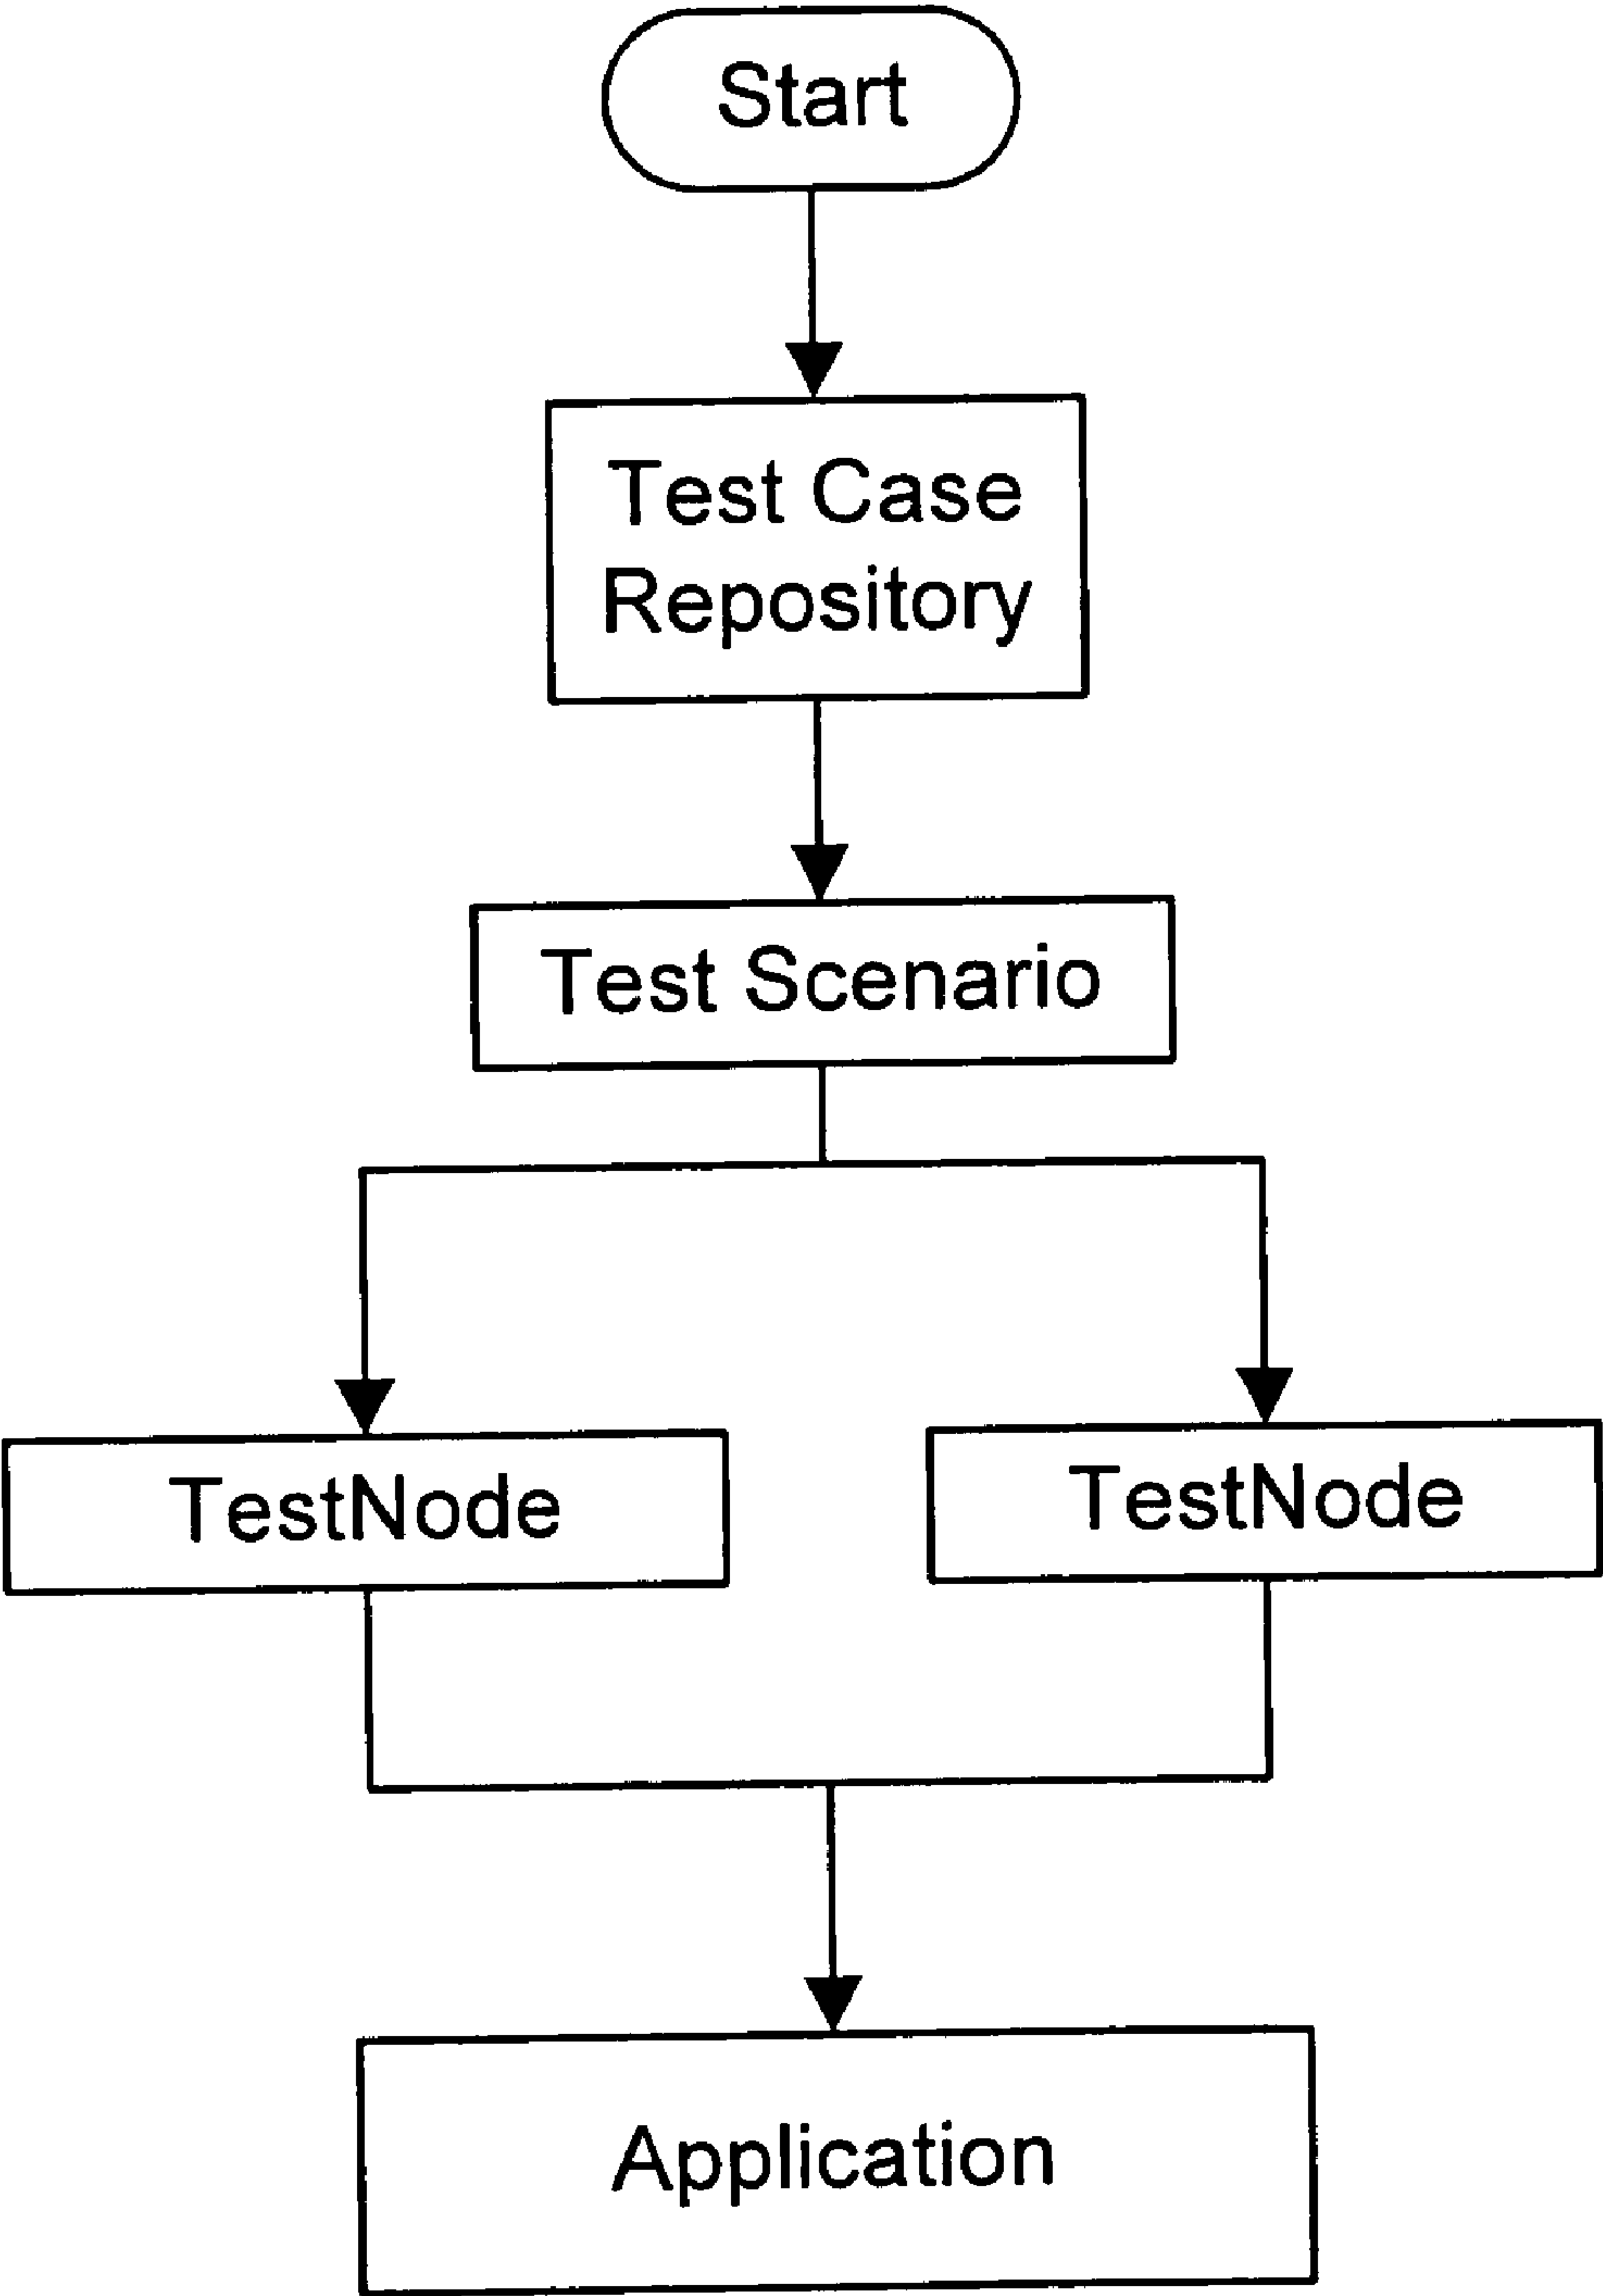 Start
Test Case
Repository
Test Scenario
TestNode
TestNode
Application